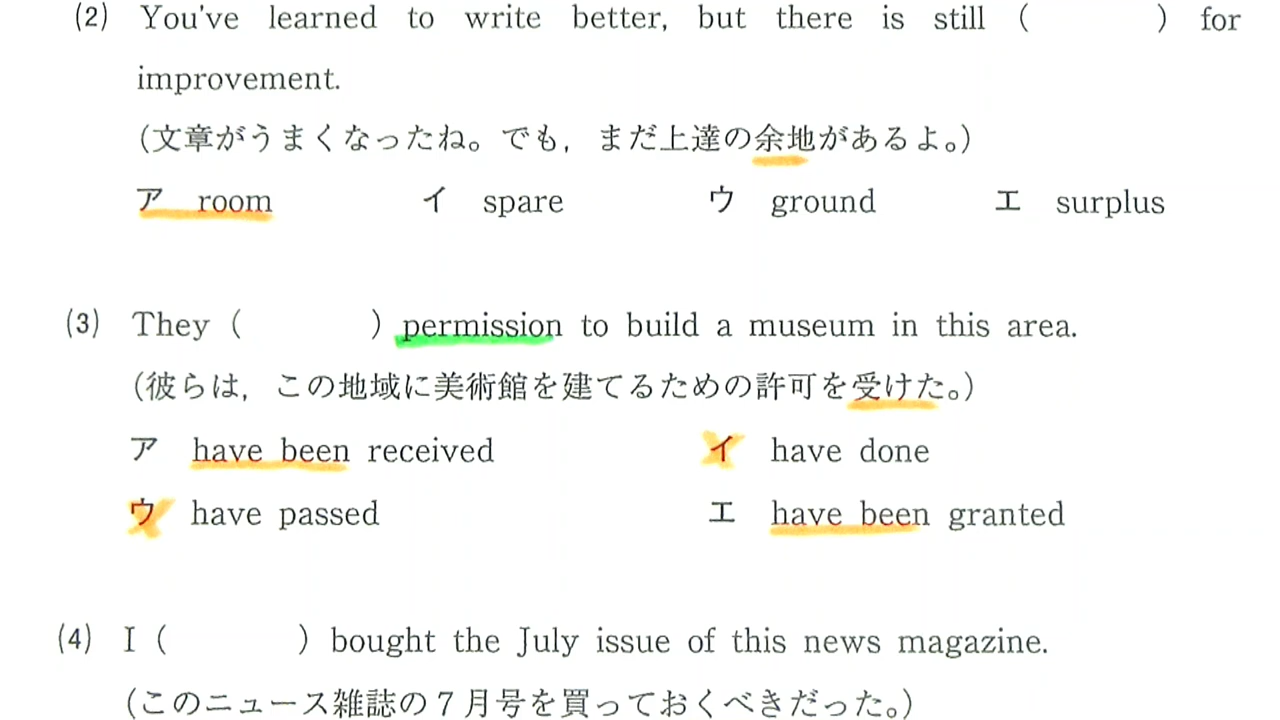 (2) You've learned to write better, but there is still (　　　) for
improvement.
(文章がうまくなったね。でも，まだ上達の余地があるよ。)
ア room　イ spare　ウ ground　エ surplus
(3) They (　　　) permission to build a museum in this area.
(彼らは，この地域に美術館を建てるための許可を受けた。)
ア have been received　イ have done
ウ have passed　エ have been granted
(4) I (　　　) bought the July issue of this news magazine.
(このニュース雑誌の７月号を買っておくべきだった。)